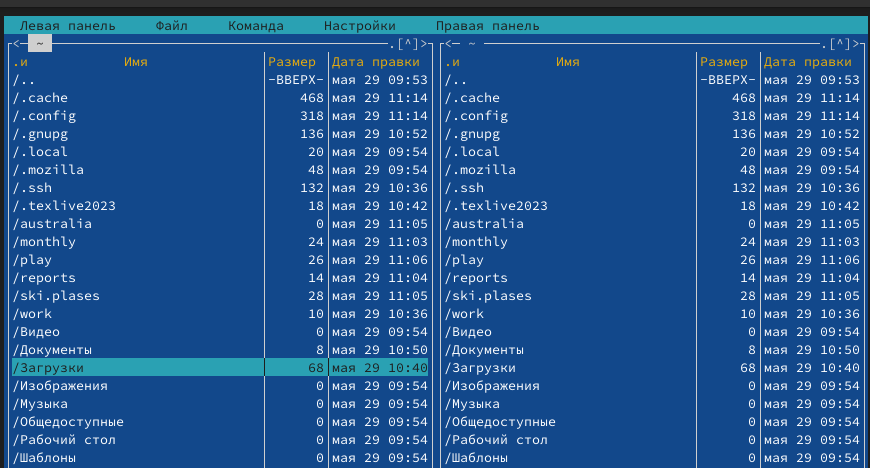 Левая панель Файл Команда Настройки Правая панель
<─ ~ ─.[^]>
.и Имя Размер Дата правки
/.. -ВВЕРХ- мая 29 09:53
/.cache 468 мая 29 11:14
/.config 318 мая 29 11:14
/.gnupg 136 мая 29 10:52
/.local 20 мая 29 09:54
/.mozilla 48 мая 29 09:54
/.ssh 132 мая 29 10:36
/.texlive2023 18 мая 29 10:42
/australia 0 мая 29 11:05
/monthly 24 мая 29 11:03
/play 26 мая 29 11:06
/reports 14 мая 29 11:04
/ski.plases 28 мая 29 11:05
/work 10 мая 29 10:36
/Видео 0 мая 29 09:54
/Документы 8 мая 29 10:50
/Загрузки 68 мая 29 10:40
/Изображения 0 мая 29 09:54
/Музыка 0 мая 29 09:54
/Общедоступные 0 мая 29 09:54
/Рабочий стол 0 мая 29 09:54
/Шаблоны 0 мая 29 09:54
<─ ~ ─.[^]>
.и Имя Размер Дата правки
/.. -ВВЕРХ- мая 29 09:53
/.cache 468 мая 29 11:14
/.config 318 мая 29 11:14
/.gnupg 136 мая 29 10:52
/.local 20 мая 29 09:54
/.mozilla 48 мая 29 09:54
/.ssh 132 мая 29 10:36
/.texlive2023 18 мая 29 10:42
/australia 0 мая 29 11:05
/monthly 24 мая 29 11:03
/play 26 мая 29 11:06
/reports 14 мая 29 11:04
/ski.plases 28 мая 29 11:05
/work 10 мая 29 10:36
/Видео 0 мая 29 09:54
/Документы 8 мая 29 10:50
/Загрузки 68 мая 29 10:40
/Изображения 0 мая 29 09:54
/Музыка 0 мая 29 09:54
/Общедоступные 0 мая 29 09:54
/Рабочий стол 0 мая 29 09:54
/Шаблоны 0 мая 29 09:54